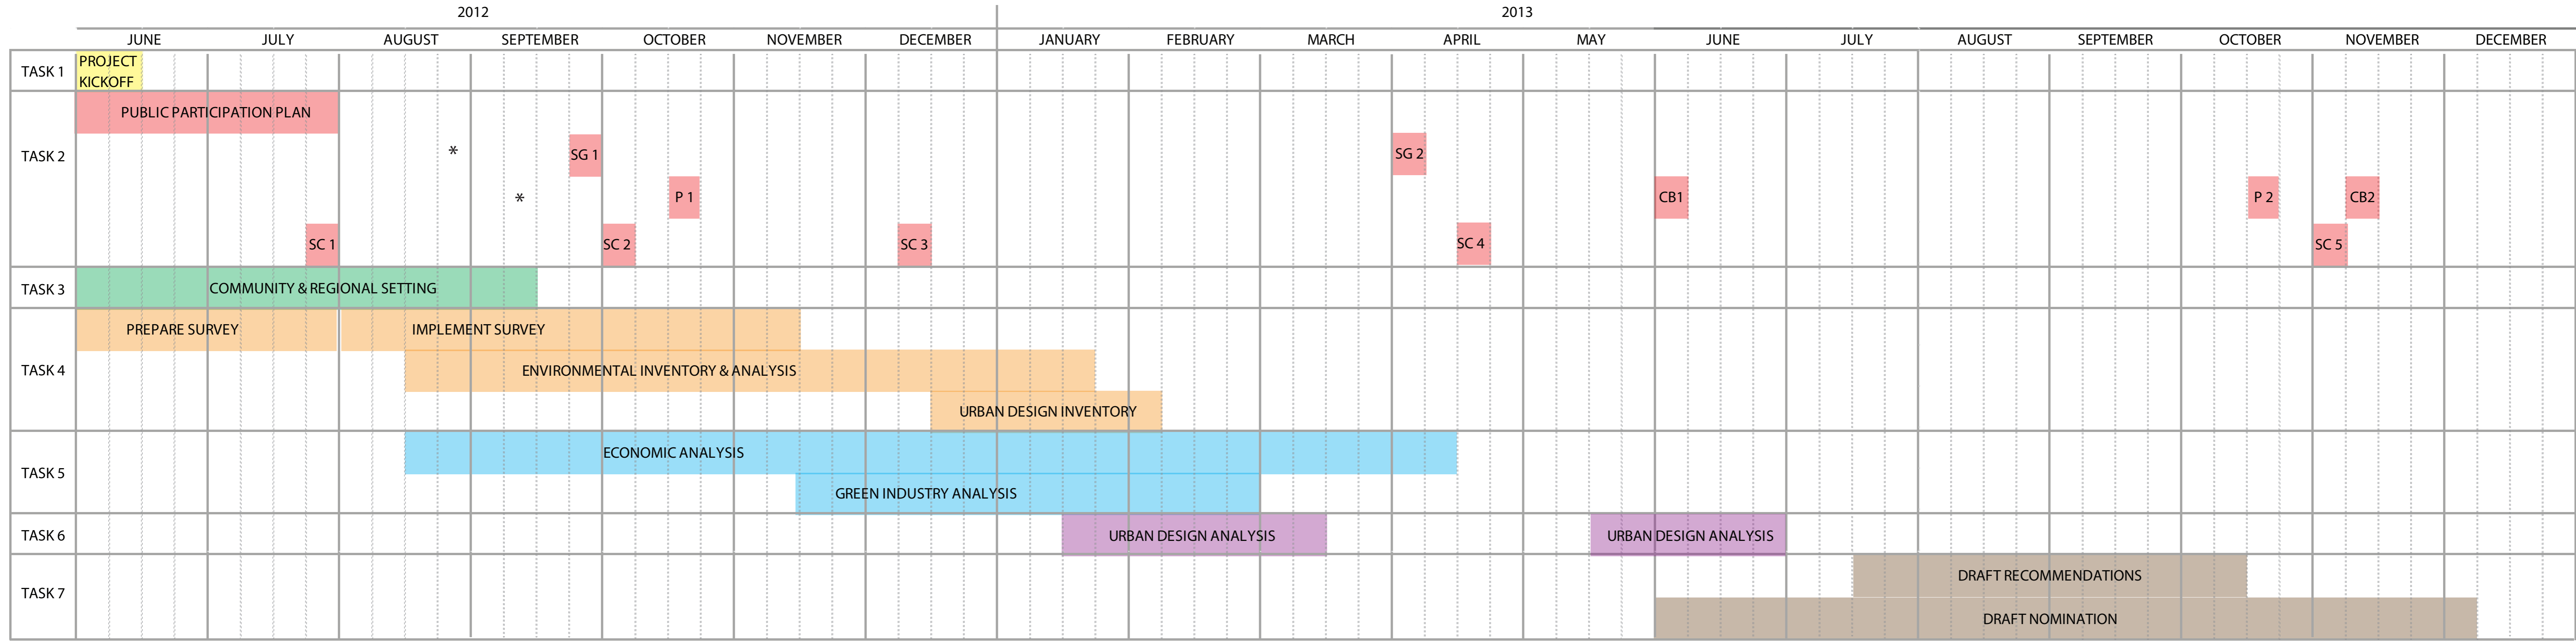 2012
2013
JUNE JULY AUGUST SEPTEMBER OCTOBER NOVEMBER DECEMBER JANUARY FEBRUARY MARCH APRIL MAY JUNE JULY AUGUST SEPTEMBER OCTOBER NOVEMBER DECEMBER
TASK 1
PROJECT
KICKOFF
TASK 2
PUBLIC PARTICIPATION PLAN
* SG 1 SG 2
* P 1 CB1 P 2 CB2
SC 1 SC 2 SC 3 SC 4 SC 5
TASK 3
COMMUNITY & REGIONAL SETTING
TASK 4
PREPARE SURVEY IMPLEMENT SURVEY
ENVIRONMENTAL INVENTORY & ANALYSIS
URBAN DESIGN INVENTORY
TASK 5
ECONOMIC ANALYSIS
GREEN INDUSTRY ANALYSIS
TASK 6
URBAN DESIGN ANALYSIS URBAN DESIGN ANALYSIS
TASK 7
DRAFT RECOMMENDATIONS
DRAFT NOMINATION